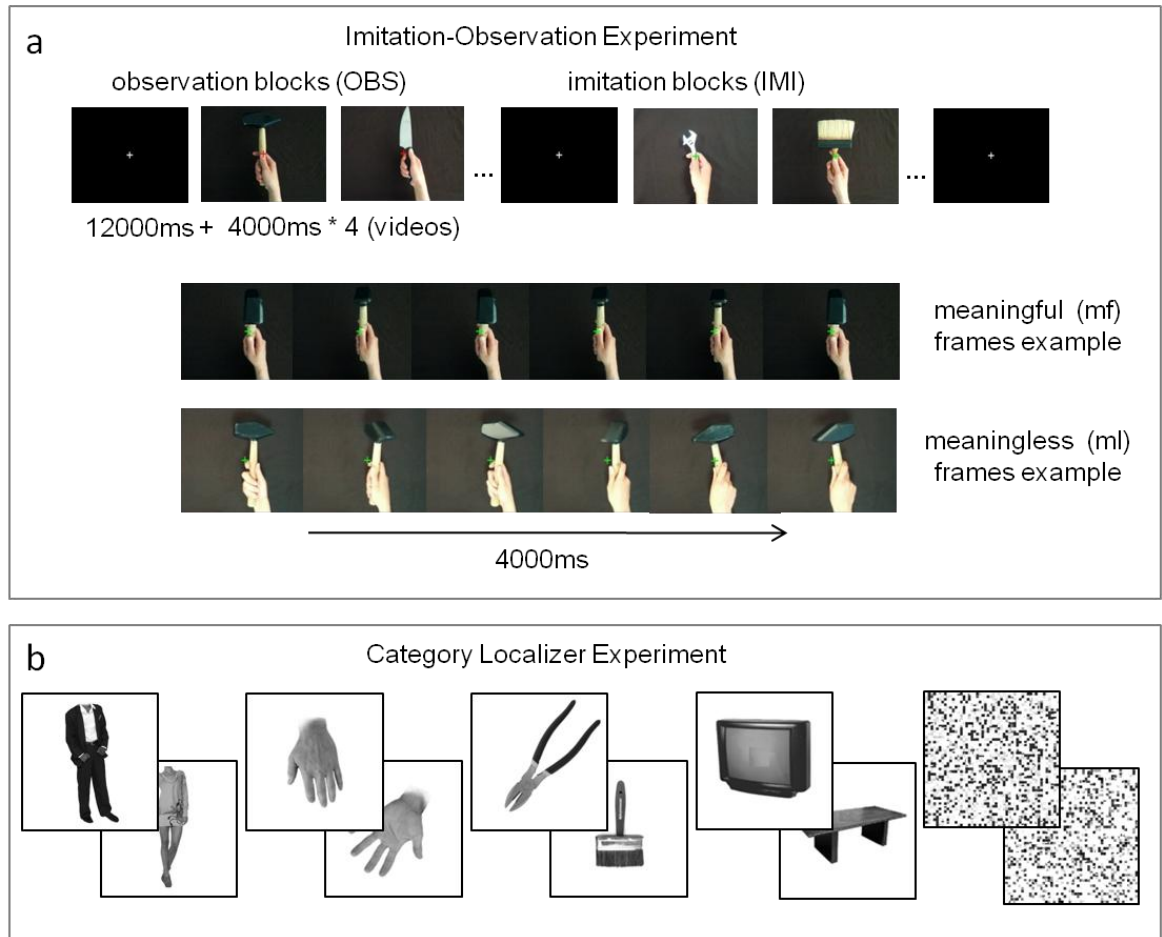 a
Imitation-Observation Experiment
observation blocks (OBS)
imitation blocks (IMI)
...
...
12000ms + 4000ms * 4 (videos)
meaningful (mf)
frames example
meaningless (ml)
frames example
4000ms
b
Category Localizer Experiment